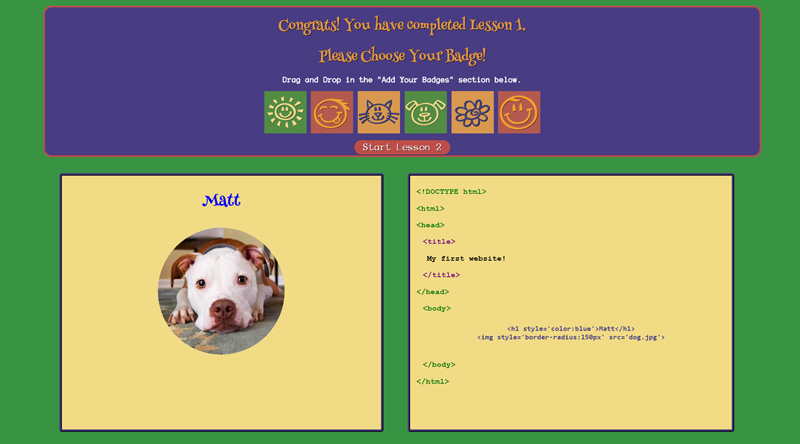 Congrats! You have completed Lesson 1.
Please Choose Your Badge!
Drag and Drop in the "Add Your Badges" section below.
Start Lesson 2
Matt
<!DOCTYPE html>
<html>
<head>
<title>
My first website!
</title>
</head>
<body>
<h1 style='color:blue'>Matt</h1>
<img style='border-radius:150px' src='dog.jpg'>
</body>
</html>